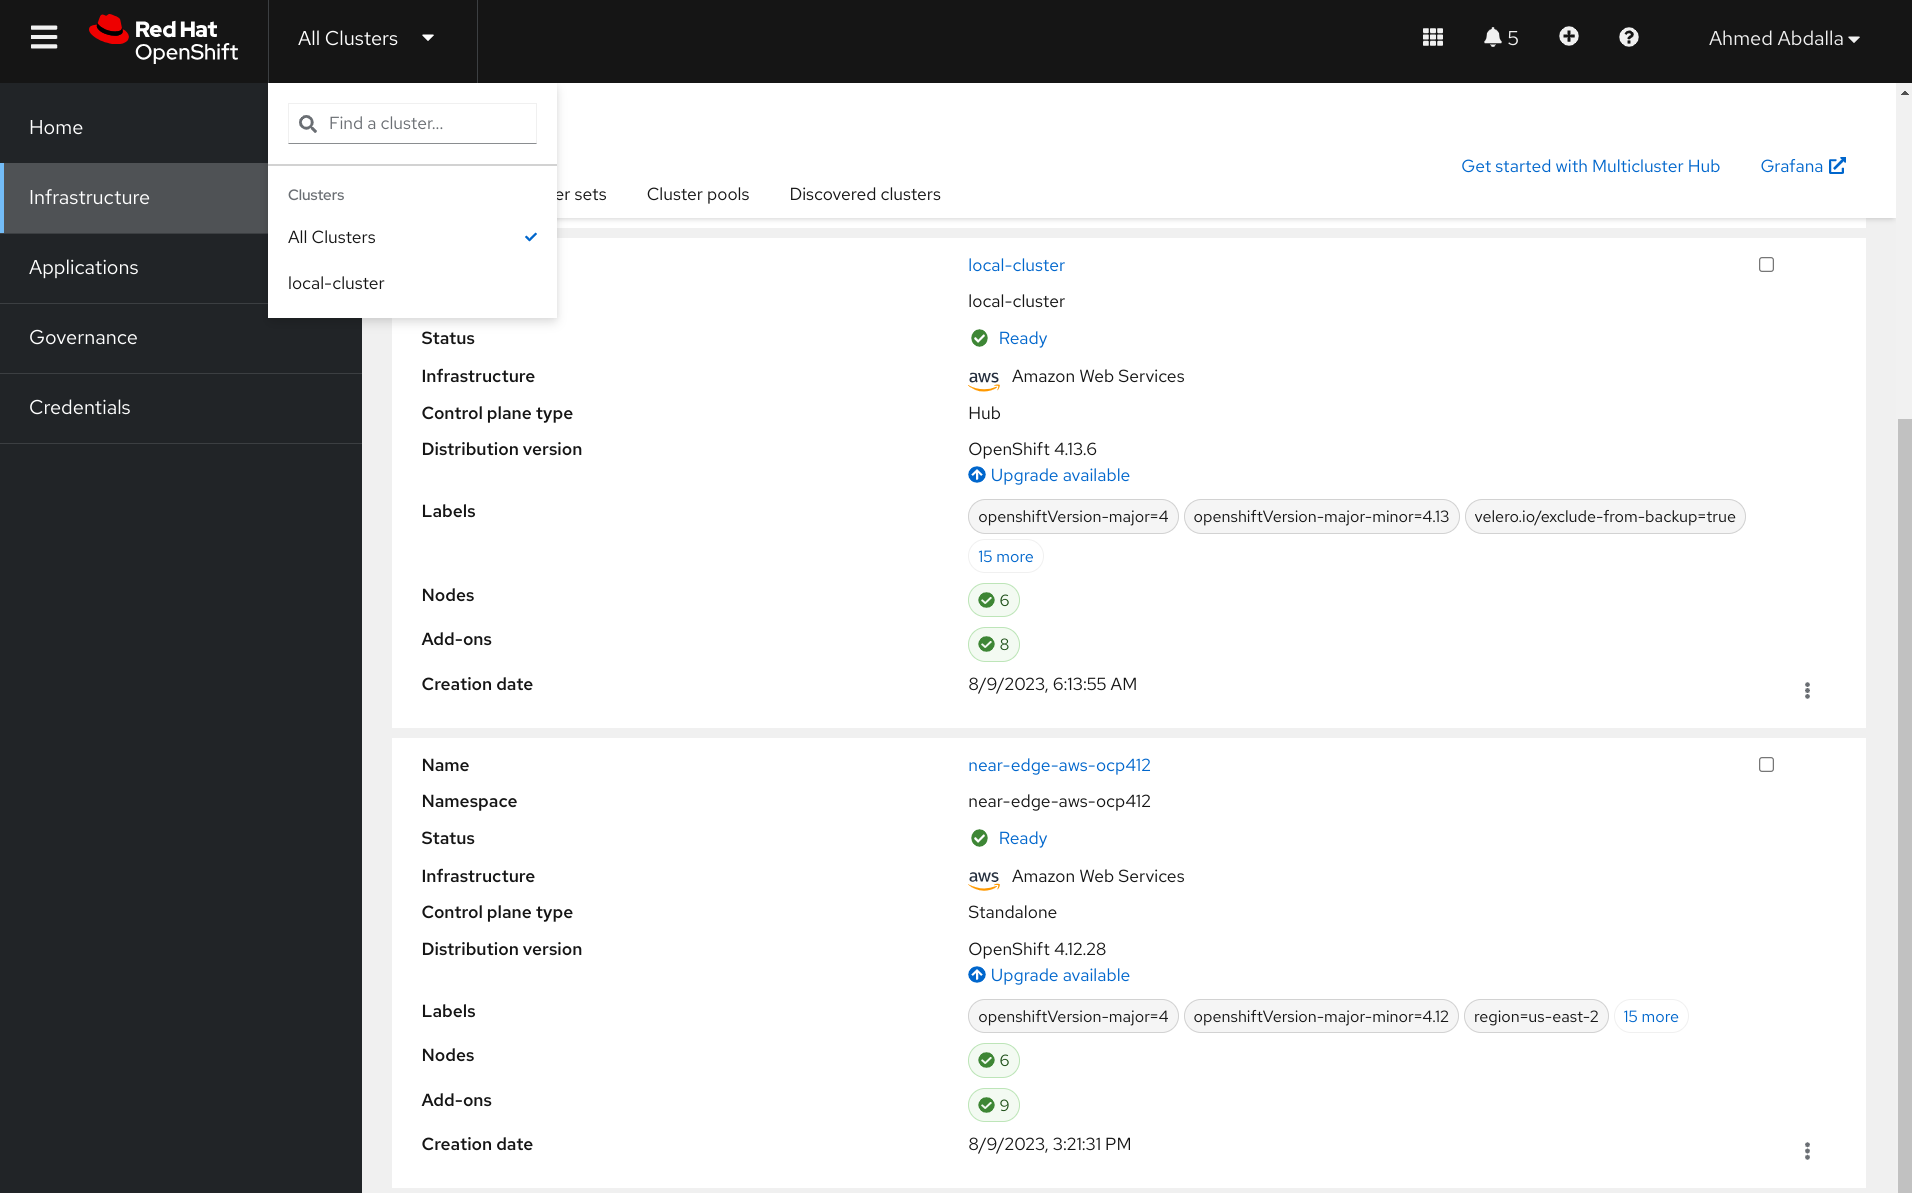 Red Hat
OpenShift
All Clusters
5
Ahmed Abdalla
Home
Infrastructure
Applications
Governance
Credentials
Find a cluster...
Clusters
All Clusters
local-cluster
Get started with Multicluster Hub
Grafana
er sets
Cluster pools
Discovered clusters
local-cluster
local-cluster
Status
Ready
Infrastructure
aws Amazon Web Services
Control plane type
Hub
Distribution version
OpenShift 4.13.6
Upgrade available
Labels
openshiftVersion-major=4 openshiftVersion-major-minor=4.13 velero.io/exclude-from-backup=true
15 more
Nodes
6
Add-ons
8
Creation date
8/9/2023, 6:13:55 AM
Name
near-edge-aws-ocp412
Namespace
near-edge-aws-ocp412
Status
Ready
Infrastructure
aws Amazon Web Services
Control plane type
Standalone
Distribution version
OpenShift 4.12.28
Upgrade available
Labels
openshiftVersion-major=4 openshiftVersion-major-minor=4.12 region=us-east-2 15 more
Nodes
6
Add-ons
9
Creation date
8/9/2023, 3:21:31 PM